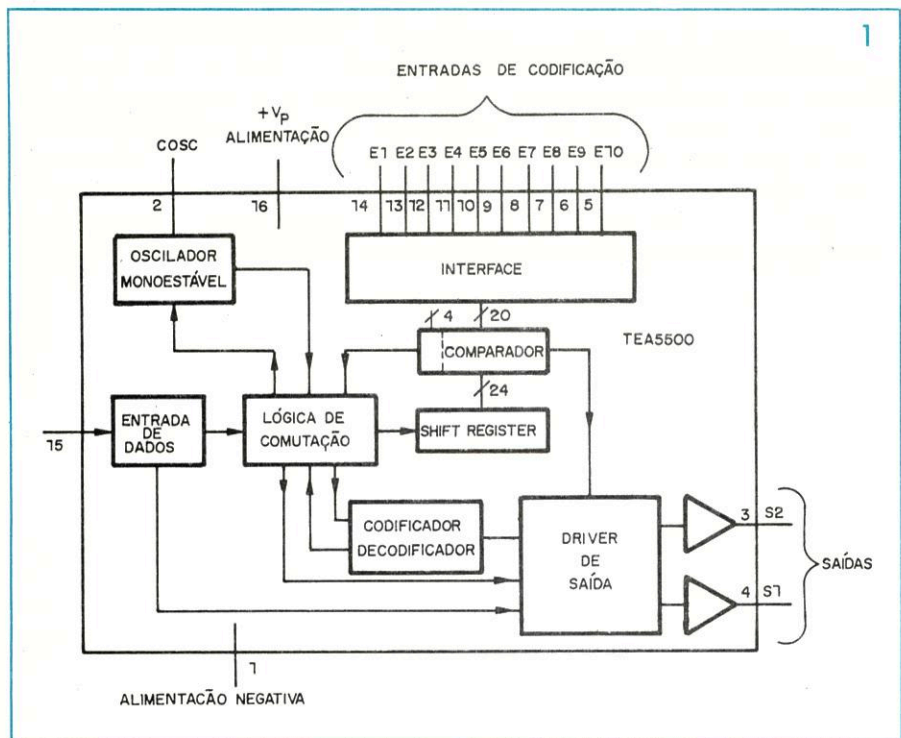 1
ENTRADAS DE CODIFICAÇÃO
+VP
ALIMENTAÇÃO
COSC
E1 E2 E3 E4 E5 E6 E7 E8 E9 E10
2
16
14 13 12 11 10 9 8 7 6 5
OSCILADOR
MONOESTÁVEL
INTERFACE
4
20
COMPARADOR
TEA5500
24
ENTRADA
DE
DADOS
LÓGICA DE
COMUTAÇÃO
SHIFT REGISTER
15
CODIFICADOR
DECODIFICADOR
DRIVER
DE
SAÍDA
3 S2
SAÍDAS
4 S1
1
ALIMENTAÇÃO NEGATIVA